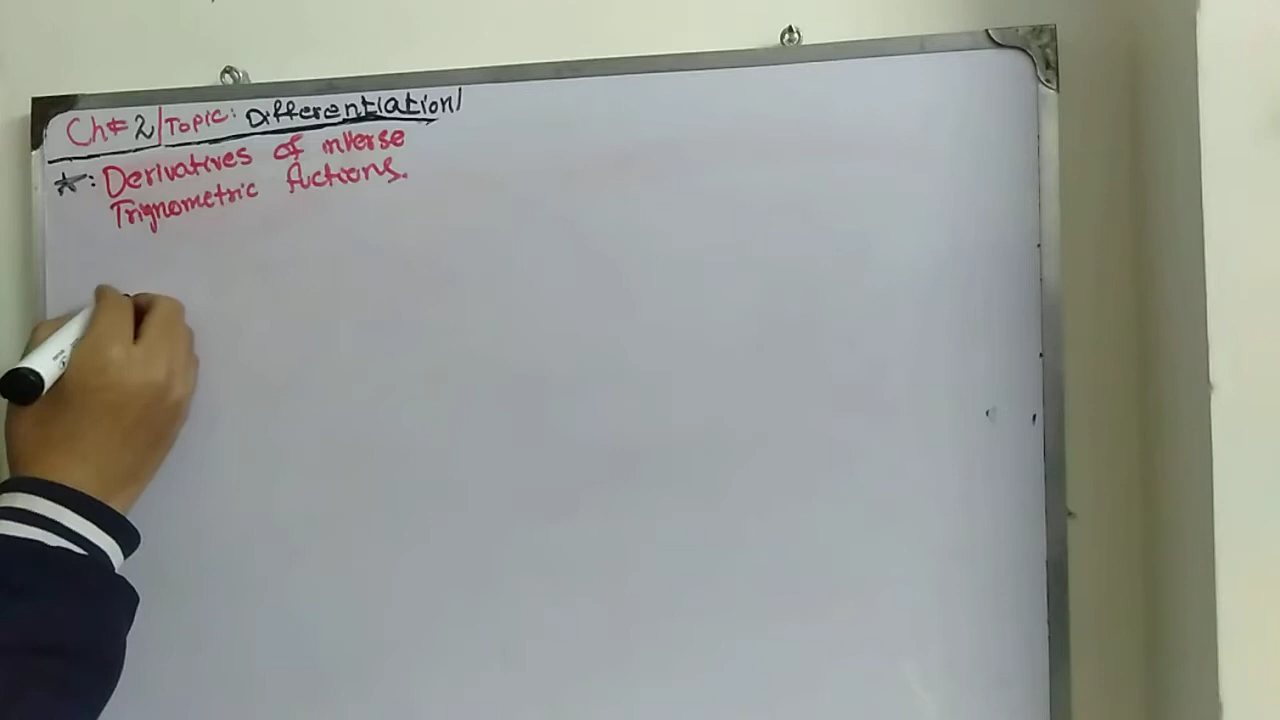 Ch# 2 | Topic: Differentiation|
*: Derivatives of inverse
Trignometric fuctions.